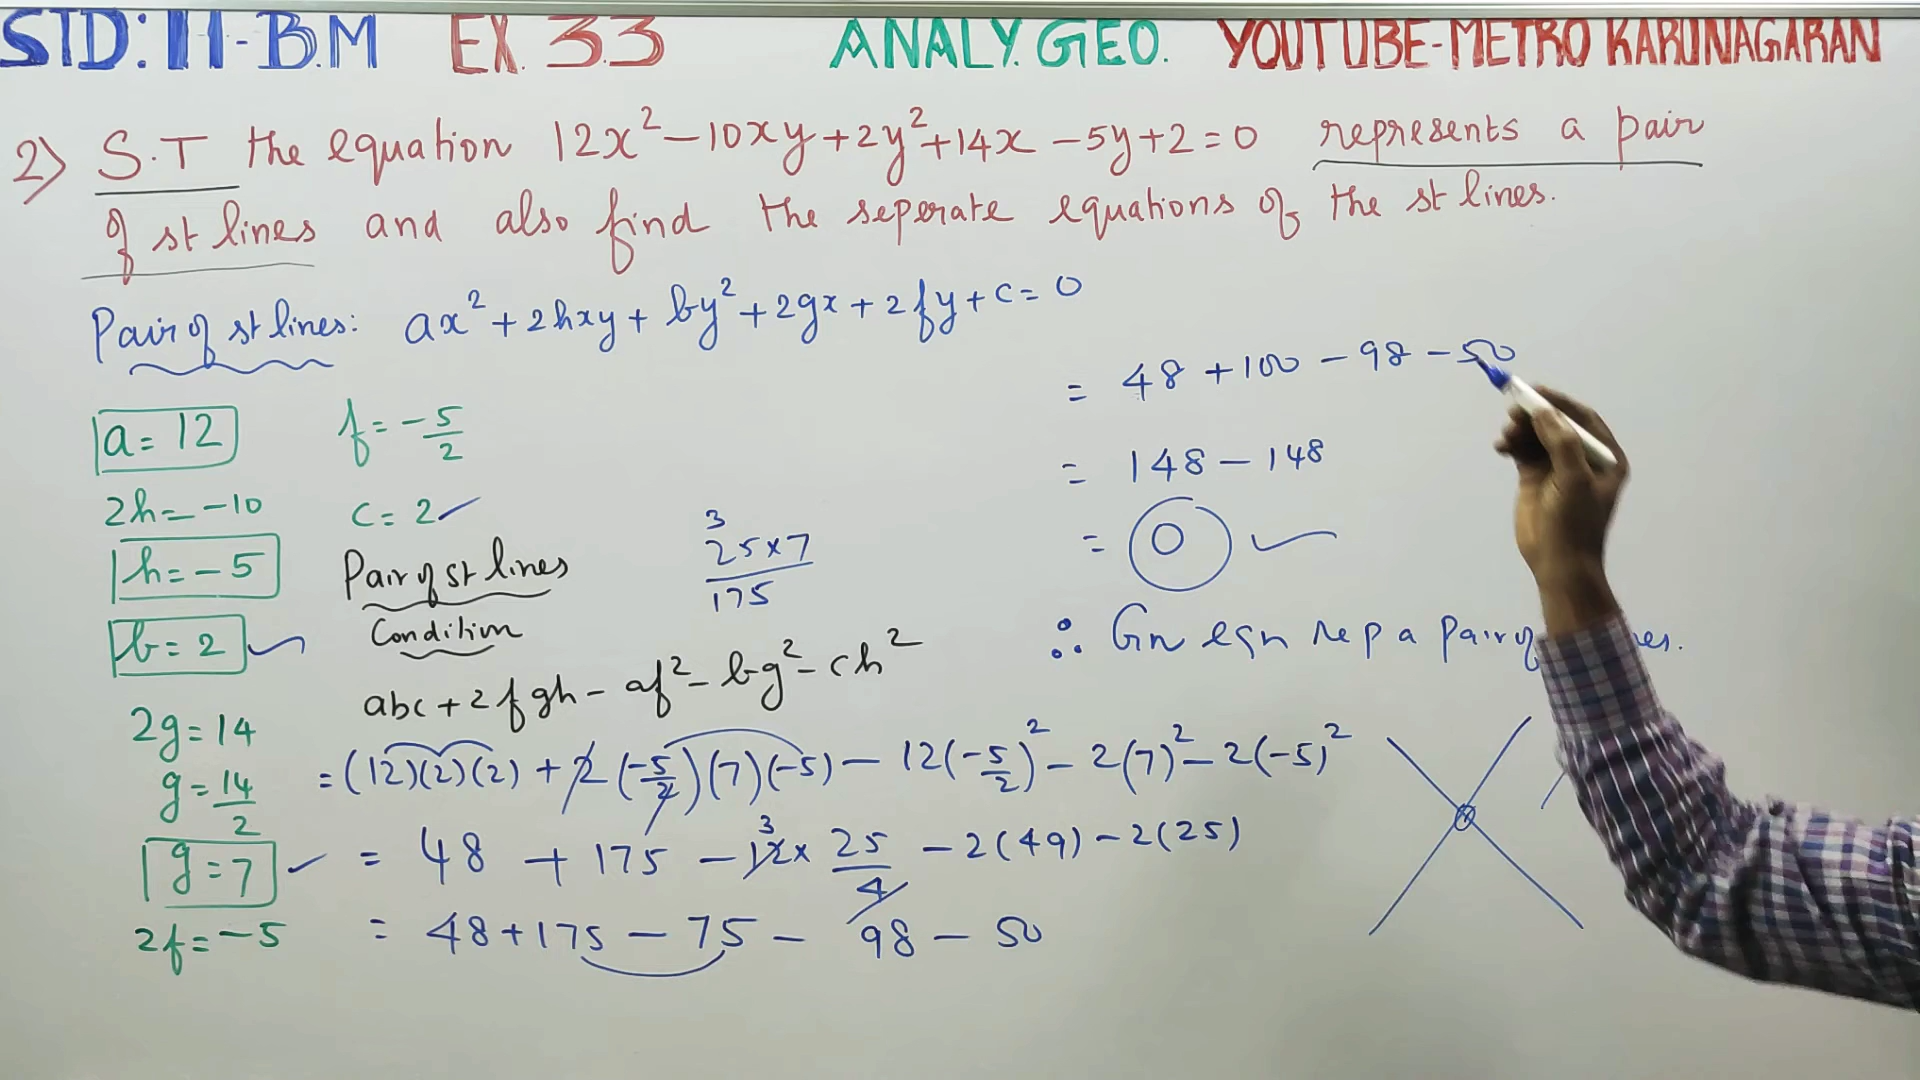 STD: 11-B.M EX. 3.3 ANALY. GEO. YOUTUBE-METRO KARUNAGARAN
2) S.T the equation 12x² − 10xy + 2y² + 14x − 5y + 2 = 0 represents a pair
of st lines and also find the seperate equations of the st lines.
Pair of st lines: ax² + 2hxy + by² + 2gx + 2fy + c = 0
a = 12
2h = −10
h = −5
b = 2
2g = 14
g = 14/2
g = 7
2f = −5
f = −5/2
c = 2
Pair of st lines
Condition
3
25×7
175
abc + 2fgh − af² − bg² − ch²
= (12)(2)(2) + 2(−5/2)(7)(−5) − 12(−5/2)² − 2(7)² − 2(−5)²
= 48 + 175 − 12 3 × 25/4 − 2(49) − 2(25)
= 48 + 175 − 75 − 98 − 50
= 48 + 100 − 98 − 50
= 148 − 148
= 0
∴ Gn eqn rep a pair of